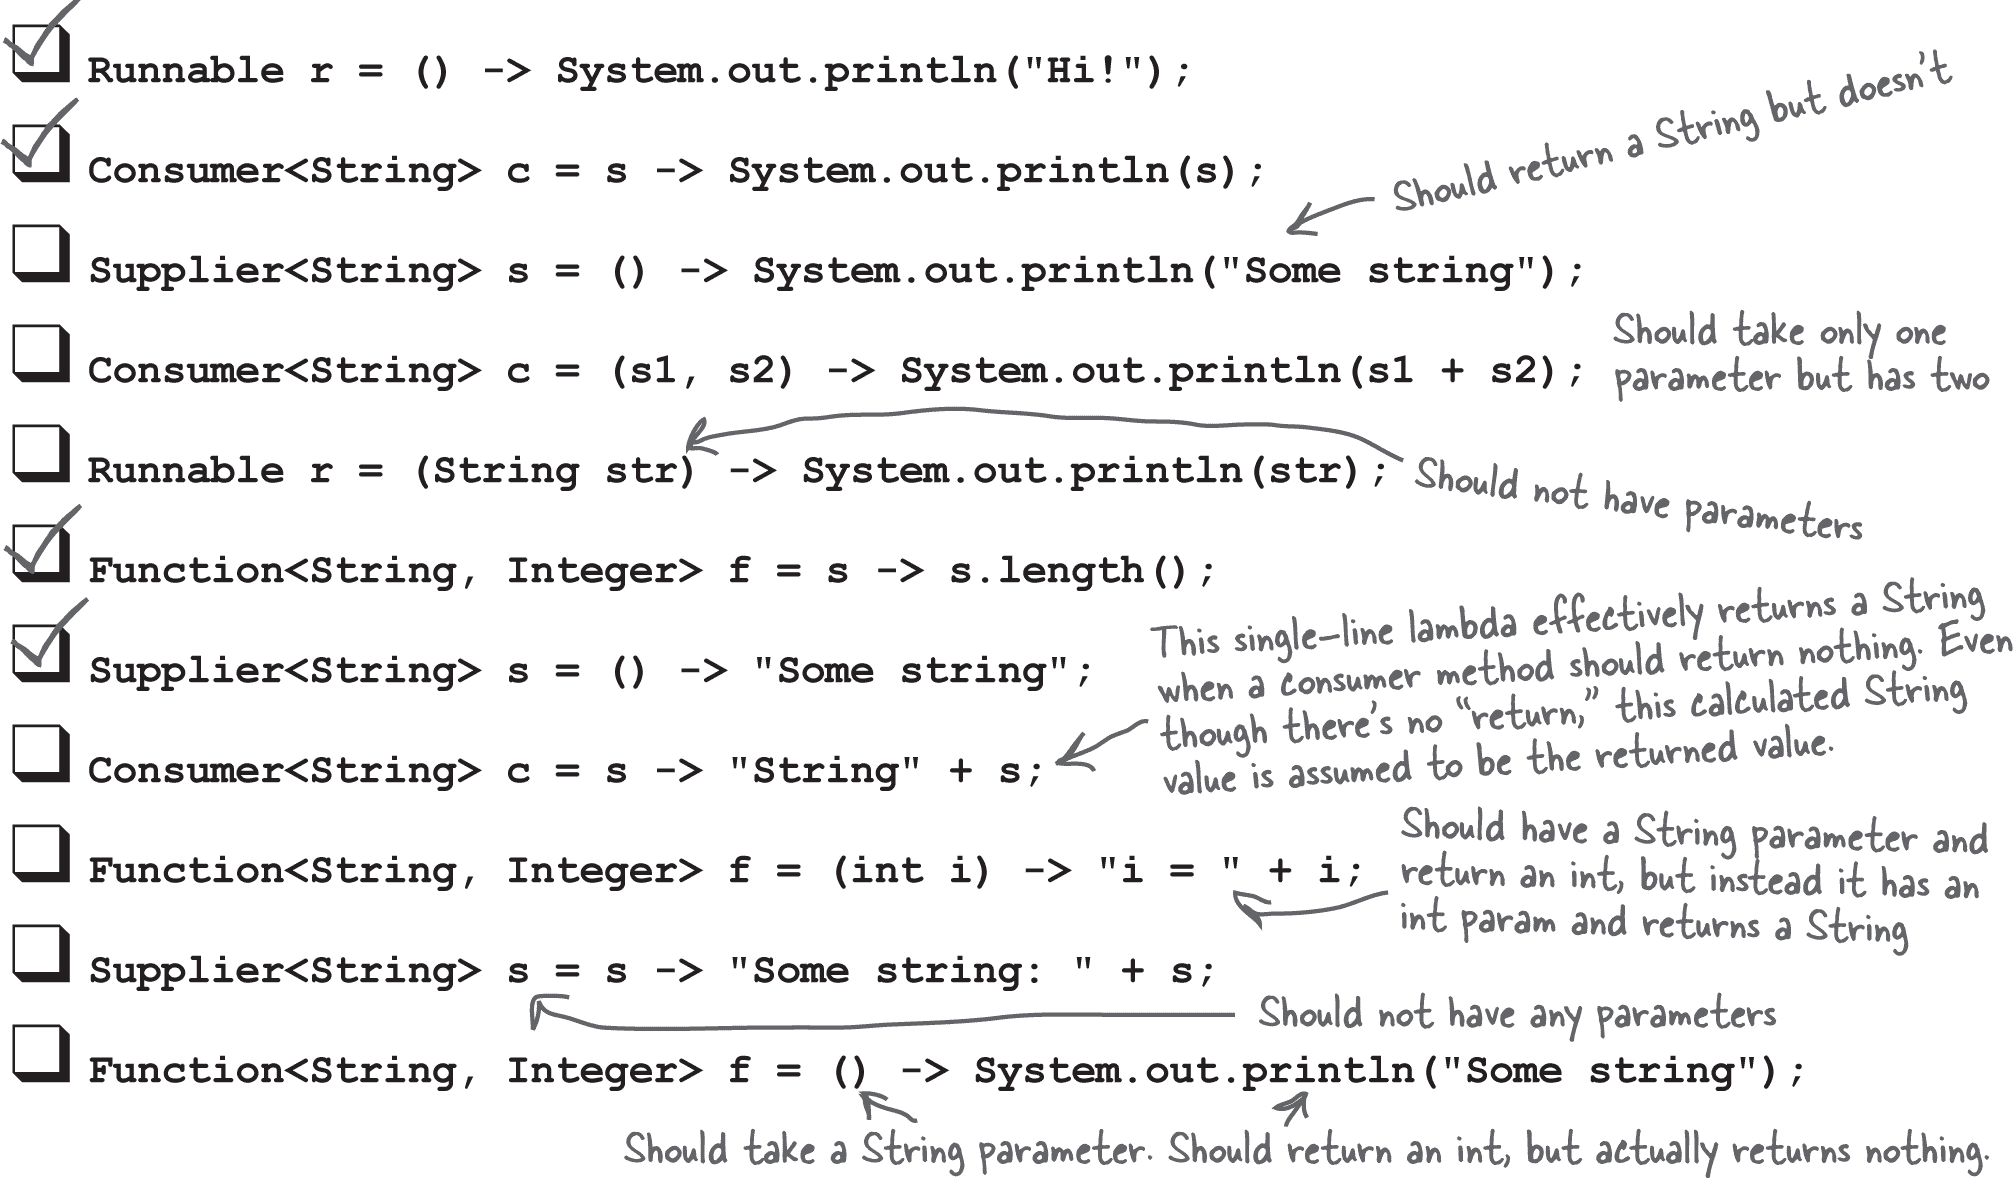 Runnable r = () -> System.out.println("Hi!");
Consumer<String> c = s -> System.out.println(s);
Should return a String but doesn't
Supplier<String> s = () -> System.out.println("Some string");
Consumer<String> c = (s1, s2) -> System.out.println(s1 + s2);
Should take only one
parameter but has two
Runnable r = (String str) -> System.out.println(str);
Should not have parameters
Function<String, Integer> f = s -> s.length();
Supplier<String> s = () -> "Some string";
This single-line lambda effectively returns a String
when a consumer method should return nothing. Even
though there's no “return,” this calculated String
value is assumed to be the returned value.
Consumer<String> c = s -> "String" + s;
Function<String, Integer> f = (int i) -> "i = " + i;
Should have a String parameter and
return an int, but instead it has an
int param and returns a String
Supplier<String> s = s -> "Some string: " + s;
Should not have any parameters
Function<String, Integer> f = () -> System.out.println("Some string");
Should take a String parameter. Should return an int, but actually returns nothing.